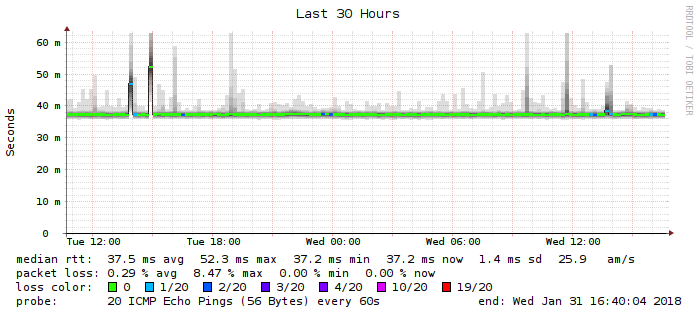 Last 30 Hours
RRDTOOL / TOBI OETIKER
Seconds
60 m
50 m
40 m
30 m
20 m
10 m
0
Tue 12:00 Tue 18:00 Wed 00:00 Wed 06:00 Wed 12:00
median rtt: 37.5 ms avg 52.3 ms max 37.2 ms min 37.2 ms now 1.4 ms sd 25.9 am/s
packet loss: 0.29 % avg 8.47 % max 0.00 % min 0.00 % now
loss color: 0 1/20 2/20 3/20 4/20 10/20 19/20
probe: 20 ICMP Echo Pings (56 Bytes) every 60s end: Wed Jan 31 16:40:04 2018